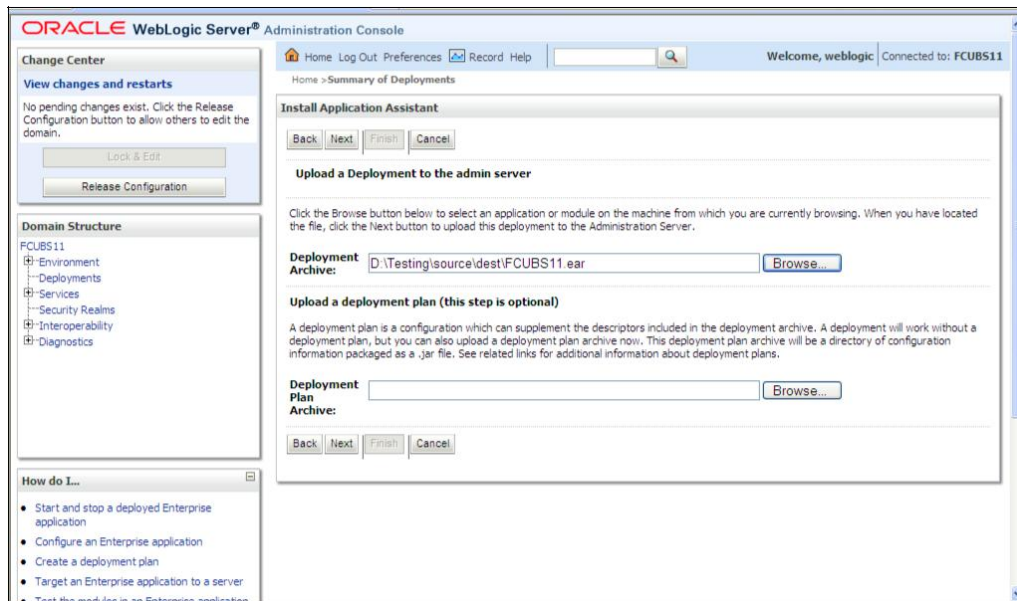 ORACLE WebLogic Server® Administration Console
Change Center
View changes and restarts
No pending changes exist. Click the Release
Configuration button to allow others to edit the
domain.
Lock & Edit
Release Configuration
Domain Structure
FCUBS11
Environment
Deployments
Services
Security Realms
Interoperability
Diagnostics
How do I...
Start and stop a deployed Enterprise
application
Configure an Enterprise application
Create a deployment plan
Target an Enterprise application to a server
Test the modules in an Enterprise application
Home Log Out Preferences Record Help
Welcome, weblogic Connected to: FCUBS11
Home >Summary of Deployments
Install Application Assistant
Back Next Finish Cancel
Upload a Deployment to the admin server
Click the Browse button below to select an application or module on the machine from which you are currently browsing. When you have located
the file, click the Next button to upload this deployment to the Administration Server.
Deployment
Archive:
D:\Testing\source\dest\FCUBS11.ear
Browse...
Upload a deployment plan (this step is optional)
A deployment plan is a configuration which can supplement the descriptors included in the deployment archive. A deployment will work without a
deployment plan, but you can also upload a deployment plan archive now. This deployment plan archive will be a directory of configuration
information packaged as a .jar file. See related links for additional information about deployment plans.
Deployment
Plan
Archive:
Browse...
Back Next Finish Cancel